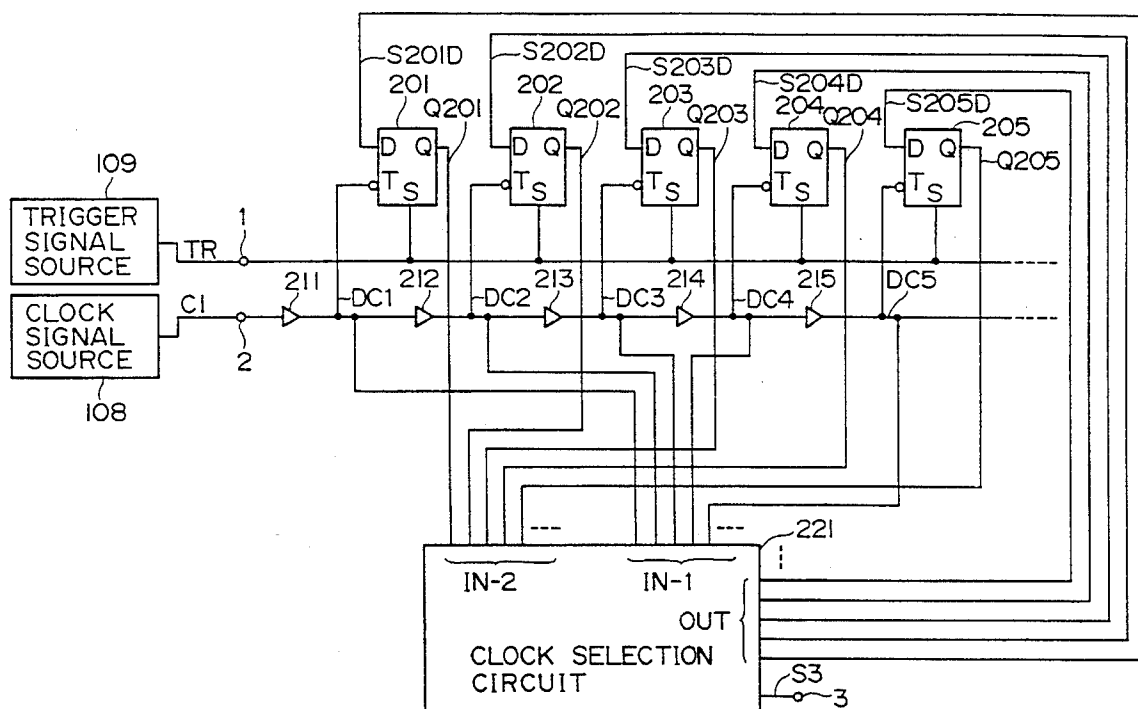 S201D
S202D
S203D
S204D
S205D
201
Q201
202
Q202
203
Q203
204
Q204
205
Q205
D Q
T S
D Q
T S
D Q
T S
D Q
T S
D Q
T S
109
TRIGGER
SIGNAL
SOURCE
TR
1
CLOCK
SIGNAL
SOURCE
108
C1
2
211
DC1
212
DC2
213
DC3
214
DC4
215
DC5
221
IN-2
IN-1
OUT
CLOCK SELECTION
CIRCUIT
S3
3